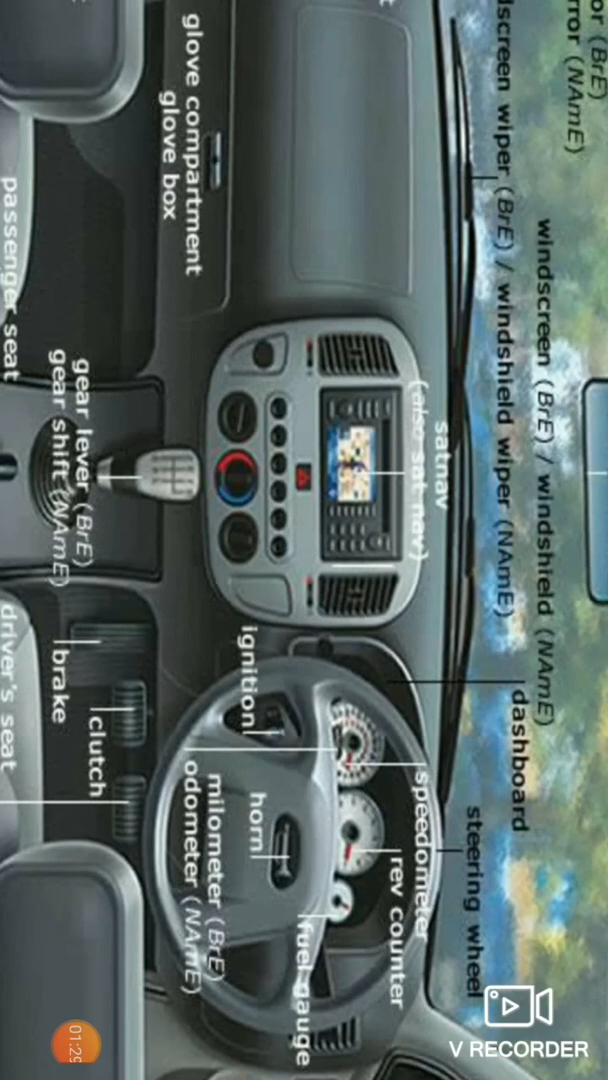 or (BrE)
rror (NAmE)
windscreen (BrE) / windshield (NAmE)
dscreen wiper (BrE) / windshield wiper (NAmE)
dashboard
steering wheel
satnav
(also sat nav)
speedometer
rev counter
fuel gauge
ignition
horn
milometer (BrE)
odometer (NAmE)
glove compartment
glove box
gear lever (BrE)
gear shift (NAmE)
clutch
brake
passenger seat
driver's seat
V RECORDER
01:29